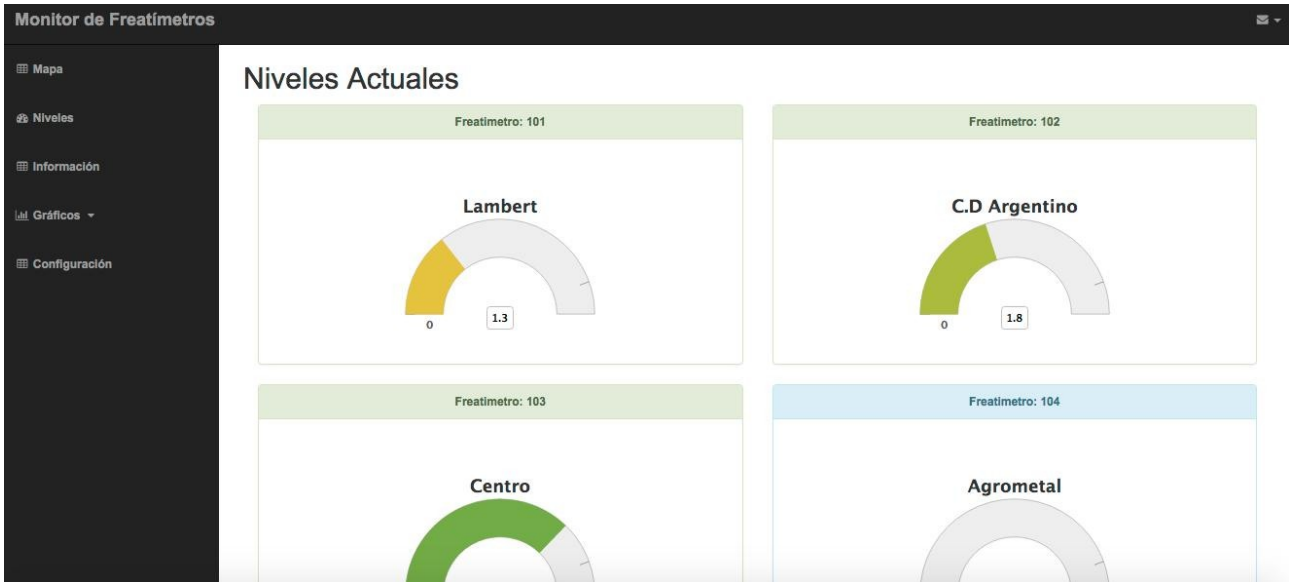 Monitor de Freatímetros
Mapa
Niveles
Información
Gráficos
Configuración
Niveles Actuales
Freatimetro: 101
Lambert
0
1.3
Freatimetro: 102
C.D Argentino
0
1.8
Freatimetro: 103
Centro
Freatimetro: 104
Agrometal